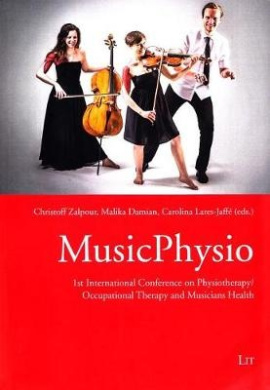 Christoff Zalpour, Malika Damian, Carolina Lares-Jaffé (eds.)
MusicPhysio
1st International Conference on Physiotherapy/
Occupational Therapy and Musicians Health
LIT